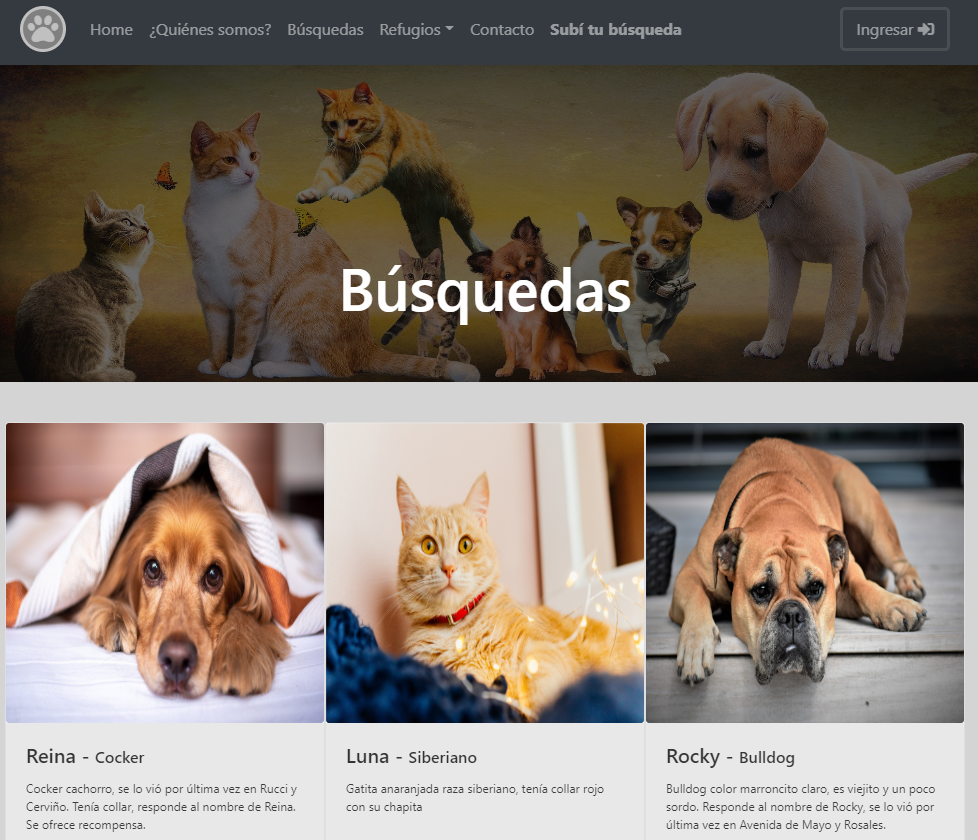 Home ¿Quiénes somos? Búsquedas Refugios Contacto Subí tu búsqueda Ingresar
Búsquedas
Reina - Cocker
Cocker cachorro, se lo vió por última vez en Rucci y
Cerviño. Tenía collar, responde al nombre de Reina.
Se ofrece recompensa.
Luna - Siberiano
Gatita anaranjada raza siberiano, tenía collar rojo
con su chapita
Rocky - Bulldog
Bulldog color marroncito claro, es viejito y un poco
sordo. Responde al nombre de Rocky, se lo vió por
última vez en Avenida de Mayo y Rosales.